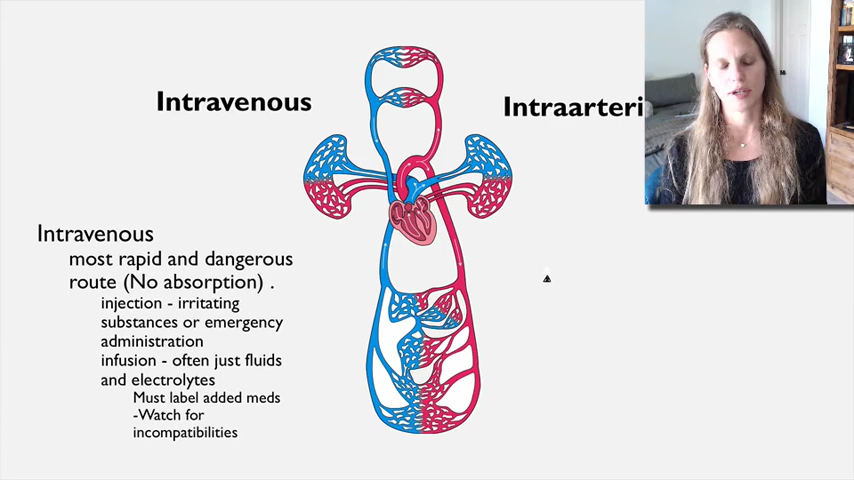 Intravenous
Intraarteri
Intravenous
most rapid and dangerous
route (No absorption) .
injection - irritating
substances or emergency
administration
infusion - often just fluids
and electrolytes
Must label added meds
-Watch for
incompatibilities